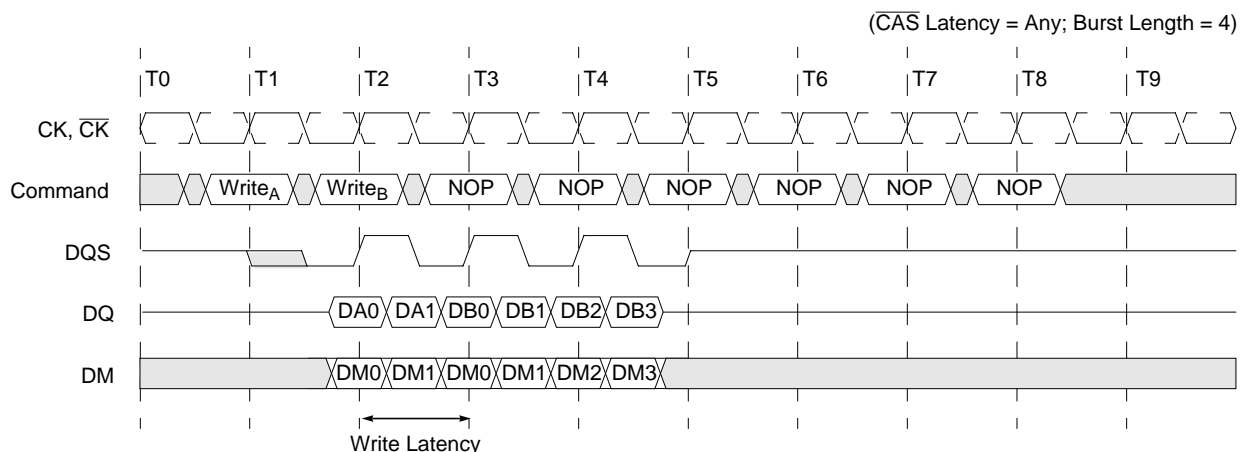 (C̅A̅S̅ Latency = Any; Burst Length = 4)
T0 T1 T2 T3 T4 T5 T6 T7 T8 T9
CK, C̅K̅
Command WriteA WriteB NOP NOP NOP NOP NOP NOP
DQS
DQ DA0 DA1 DB0 DB1 DB2 DB3
DM DM0 DM1 DM0 DM1 DM2 DM3
Write Latency